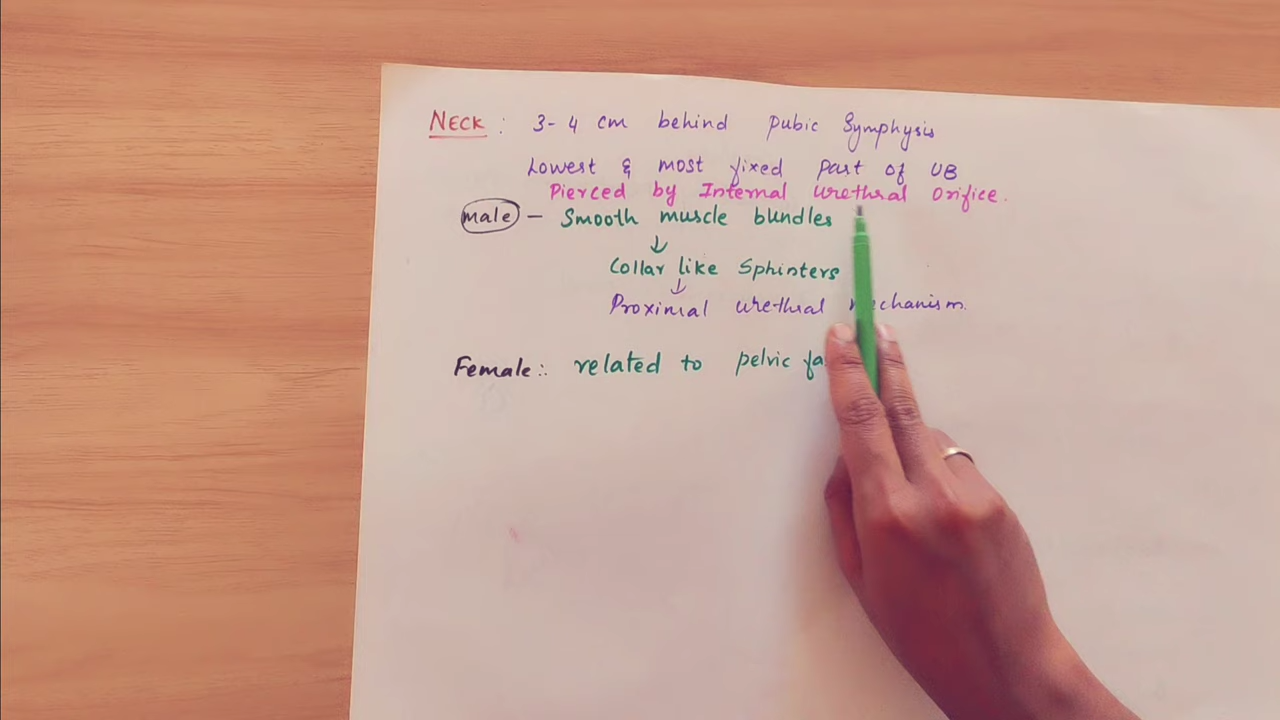 NECK : 3-4 cm behind pubic Symphysis
Lowest & most fixed part of UB
Pierced by Internal Urethral Orifice.
male - Smooth muscle bundles
↓
Collar like Sphinters
↓
Proximal urethral mechanism.
Female :. related to pelvic